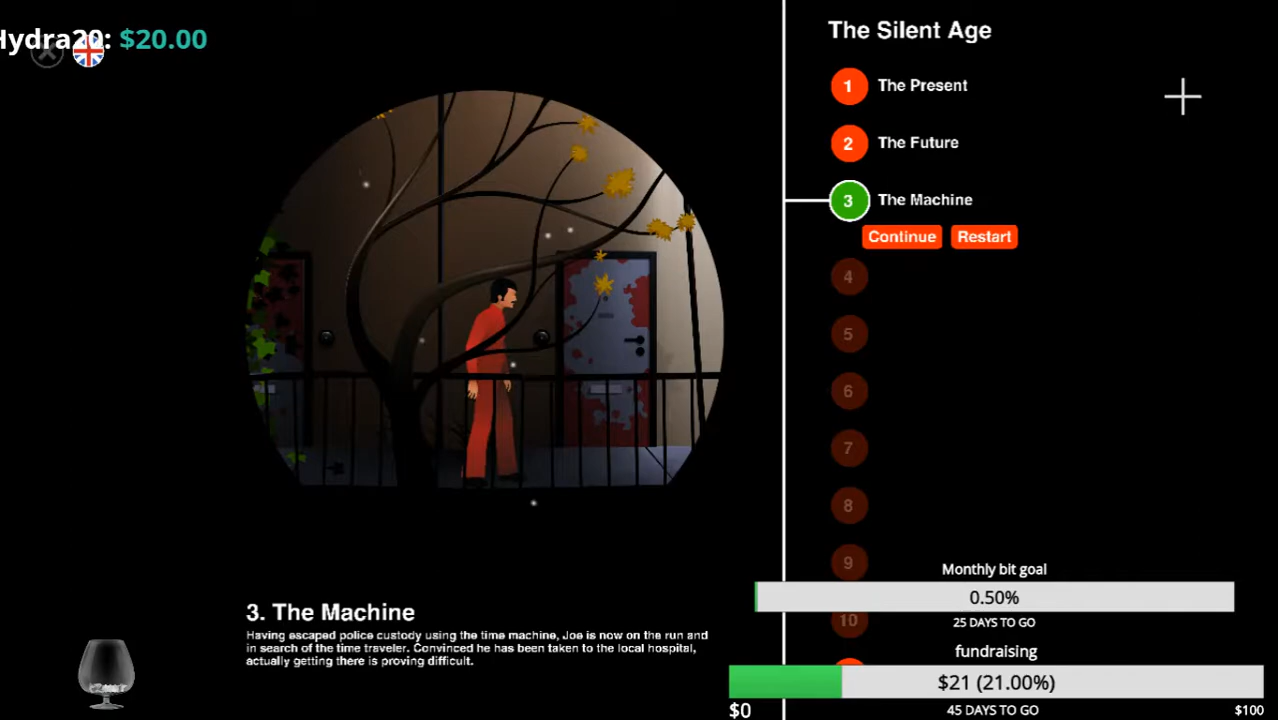 Hydra20: $20.00
The Silent Age
1 The Present
2 The Future
3 The Machine
Continue Restart
4
5
6
7
8
9
10
3. The Machine
Having escaped police custody using the time machine, Joe is now on the run and
in search of the time traveler. Convinced he has been taken to the local hospital,
actually getting there is proving difficult.
Monthly bit goal
0.50%
25 DAYS TO GO
fundraising
$21 (21.00%)
$0 45 DAYS TO GO $100